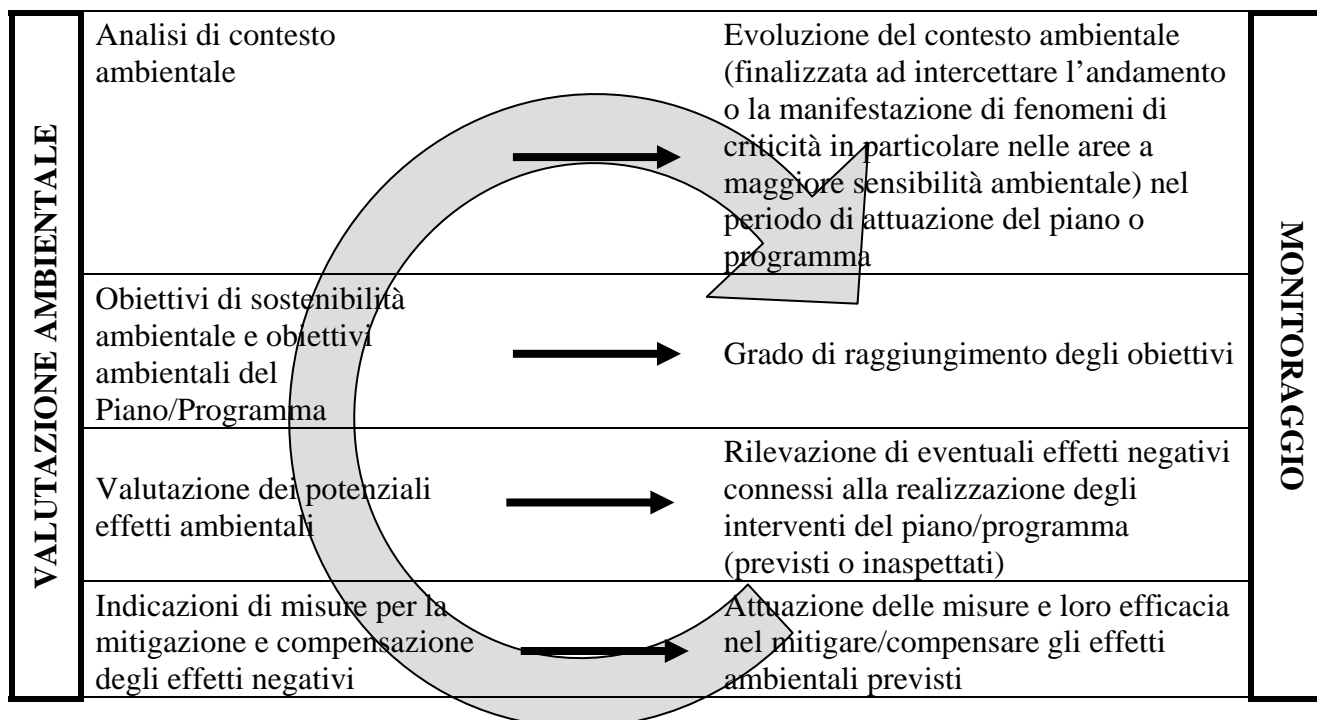 VALUTAZIONE AMBIENTALE
Analisi di contesto
ambientale
Evoluzione del contesto ambientale
(finalizzata ad intercettare l’andamento
o la manifestazione di fenomeni di
criticità in particolare nelle aree a
maggiore sensibilità ambientale) nel
periodo di attuazione del piano o
programma
Obiettivi di sostenibilità
ambientale e obiettivi
ambientali del
Piano/Programma
Grado di raggiungimento degli obiettivi
Valutazione dei potenziali
effetti ambientali
Rilevazione di eventuali effetti negativi
connessi alla realizzazione degli
interventi del piano/programma
(previsti o inaspettati)
Indicazioni di misure per la
mitigazione e compensazione
degli effetti negativi
Attuazione delle misure e loro efficacia
nel mitigare/compensare gli effetti
ambientali previsti
MONITORAGGIO